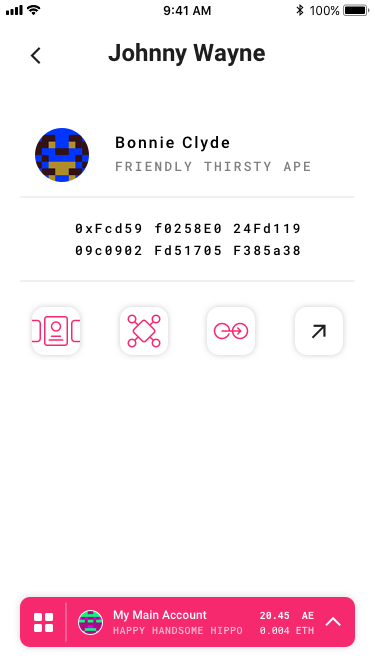 9:41 AM
100%
Johnny Wayne
Bonnie Clyde
FRIENDLY THIRSTY APE
0xFcd59 f0258E0 24Fd119
09c0902 Fd51705 F385a38
My Main Account
20.45 AE
HAPPY HANDSOME HIPPO
0.004 ETH